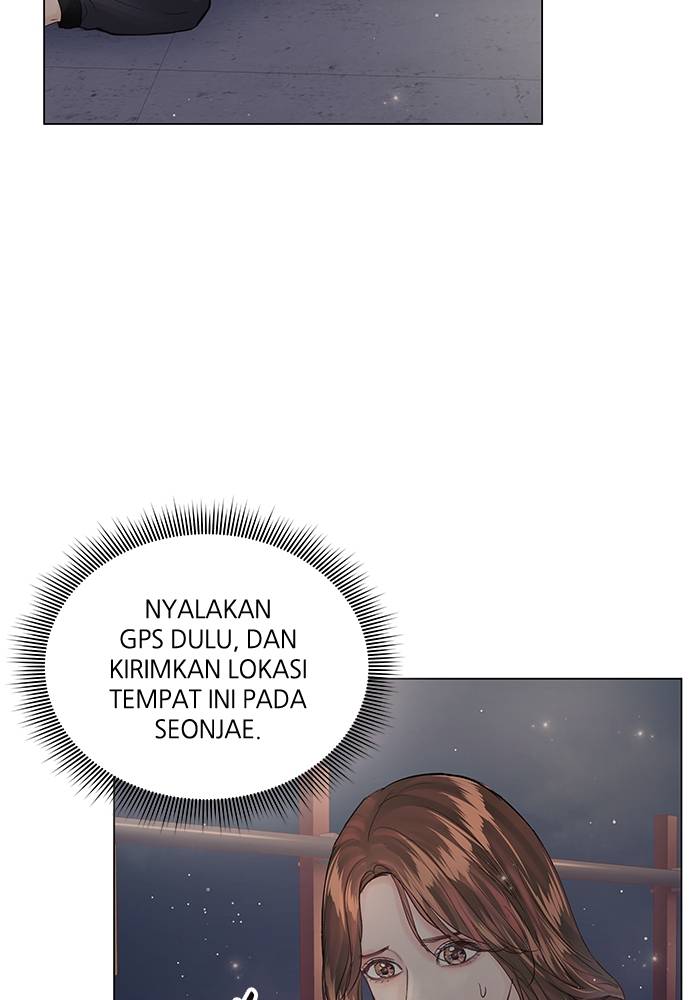 NYALAKAN
GPS DULU, DAN
KIRIMKAN LOKASI
TEMPAT INI PADA
SEONJAE.